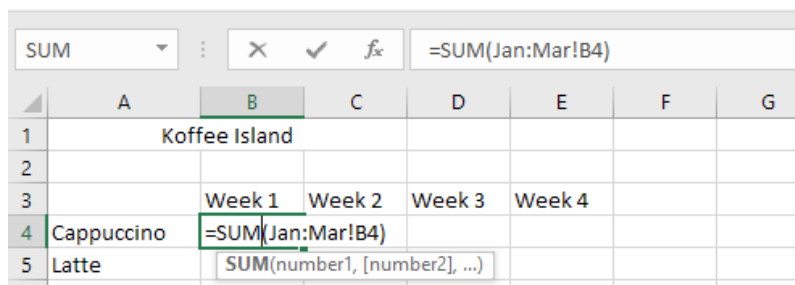 SUM fx =SUM(Jan:Mar!B4)
A B C D E F G
1 Koffee Island
2
3 Week 1 Week 2 Week 3 Week 4
4 Cappuccino =SUM(Jan:Mar!B4)
5 Latte SUM(number1, [number2], ...)